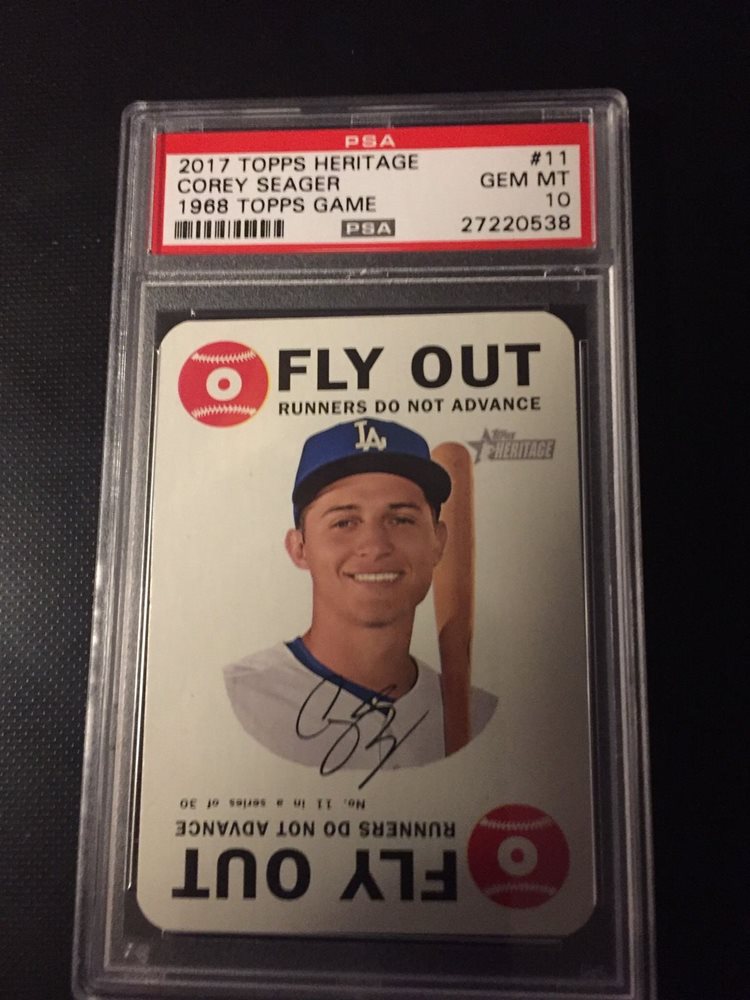 PSA
2017 TOPPS HERITAGE #11
COREY SEAGER GEM MT
1968 TOPPS GAME 10
PSA 27220538
FLY OUT
RUNNERS DO NOT ADVANCE
Topps
HERITAGE
LA
No. 11 in a series of 30
RUNNERS DO NOT ADVANCE
FLY OUT